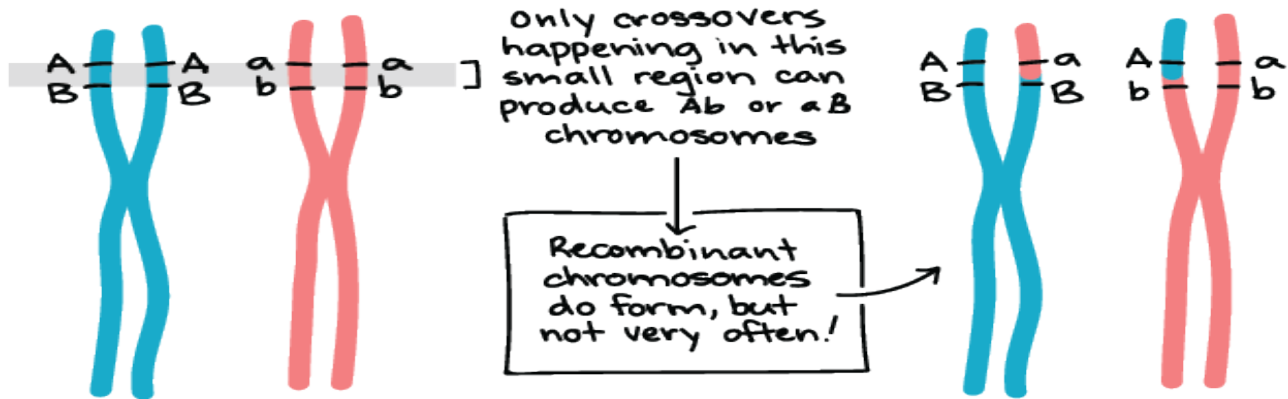 only crossovers
happening in this
small region can
produce Ab or aB
chromosomes
A A a a
B B b b
Recombinant
chromosomes
do form, but
not very often!
A a A a
B B b b